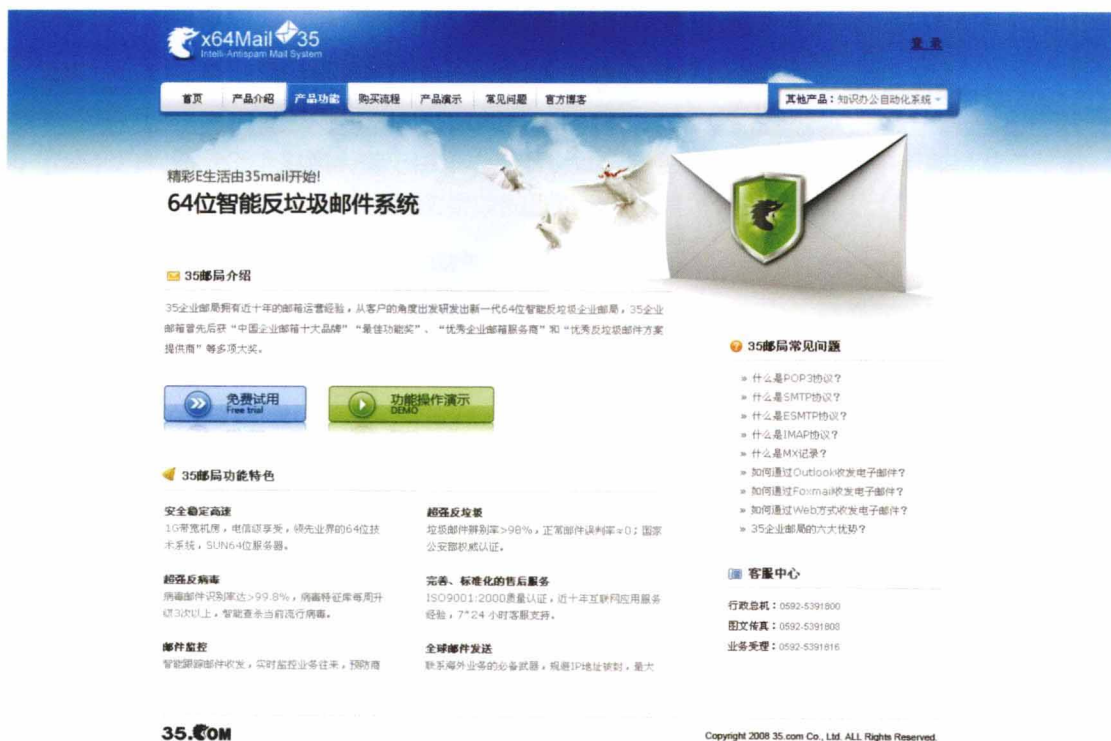 x64Mail 35
Intelli-Antispam Mail System
登 录
首页 产品介绍 产品功能 购买流程 产品演示 常见问题 官方博客
其他产品：知识办公自动化系统
精彩E生活由35mail开始!
64位智能反垃圾邮件系统
35邮局介绍
35企业邮局拥有近十年的邮箱运营经验，从客户的角度出发研发出新一代64位智能反垃圾企业邮局，35企业
邮箱曾先后获“中国企业邮箱十大品牌”“最佳功能奖”、“优秀企业邮箱服务商”和“优秀反垃圾邮件方案
提供商”等多项大奖。
免费试用
Free trial
功能操作演示
DEMO
35邮局功能特色
安全稳定高速
1G带宽机房，电信级享受，领先业界的64位技
术系统，SUN64位服务器。
超强反垃圾
垃圾邮件辨别率>98%，正常邮件误判率=0；国家
公安部权威认证。
超强反病毒
病毒邮件识别率达>99.8%，病毒特征库每周升
级3次以上，智能查杀当前流行病毒。
完善、标准化的售后服务
ISO9001:2000质量认证，近十年互联网应用服务
经验，7*24 小时客服支持。
邮件监控
智能跟踪邮件收发，实时监控业务往来，预防商
全球邮件发送
联系海外业务的必备武器，规避IP地址被封，最大
35邮局常见问题
» 什么是POP3协议？
» 什么是SMTP协议？
» 什么是ESMTP协议？
» 什么是IMAP协议？
» 什么是MX记录？
» 如何通过Outlook收发电子邮件？
» 如何通过Foxmail收发电子邮件？
» 如何通过Web方式收发电子邮件？
» 35企业邮局的六大优势？
客服中心
行政总机：0592-5391800
图文传真：0592-5391808
业务受理：0592-5391816
35.COM
Copyright 2008 35.com Co., Ltd. ALL Rights Reserved.